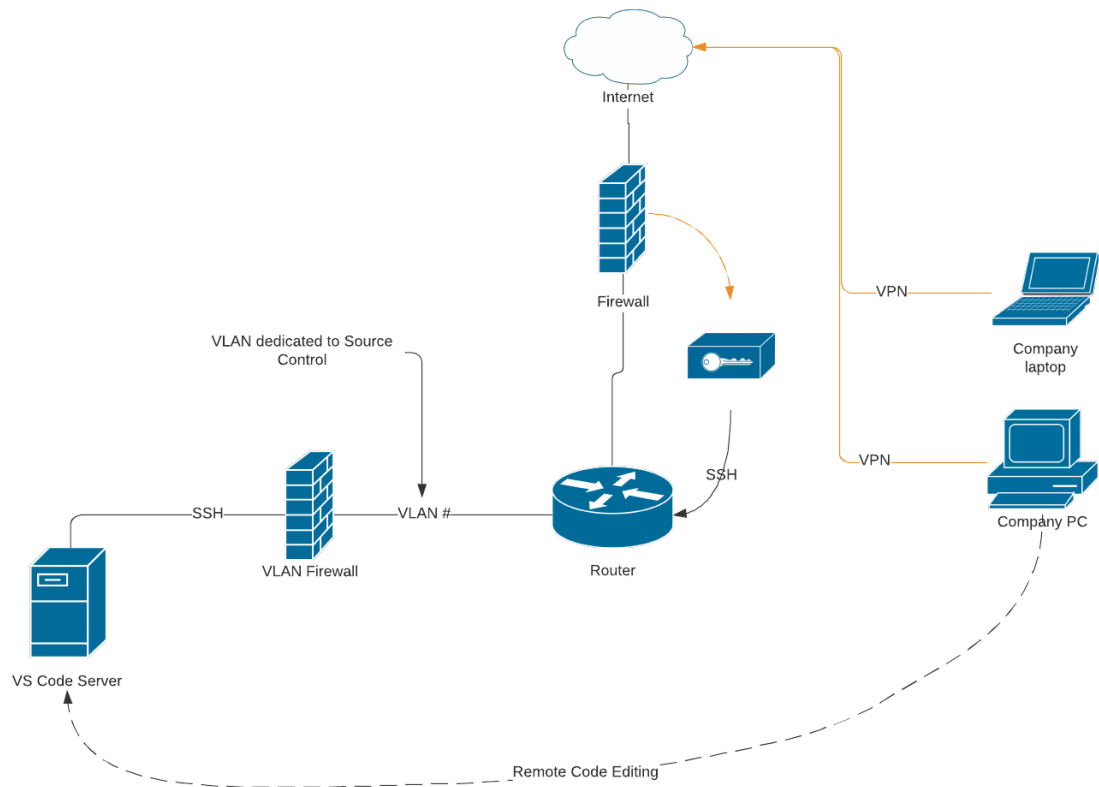 Internet
Firewall
VPN
Company
laptop
VLAN dedicated to Source
Control
VPN
SSH
Company PC
SSH
VLAN #
VLAN Firewall
Router
VS Code Server
Remote Code Editing